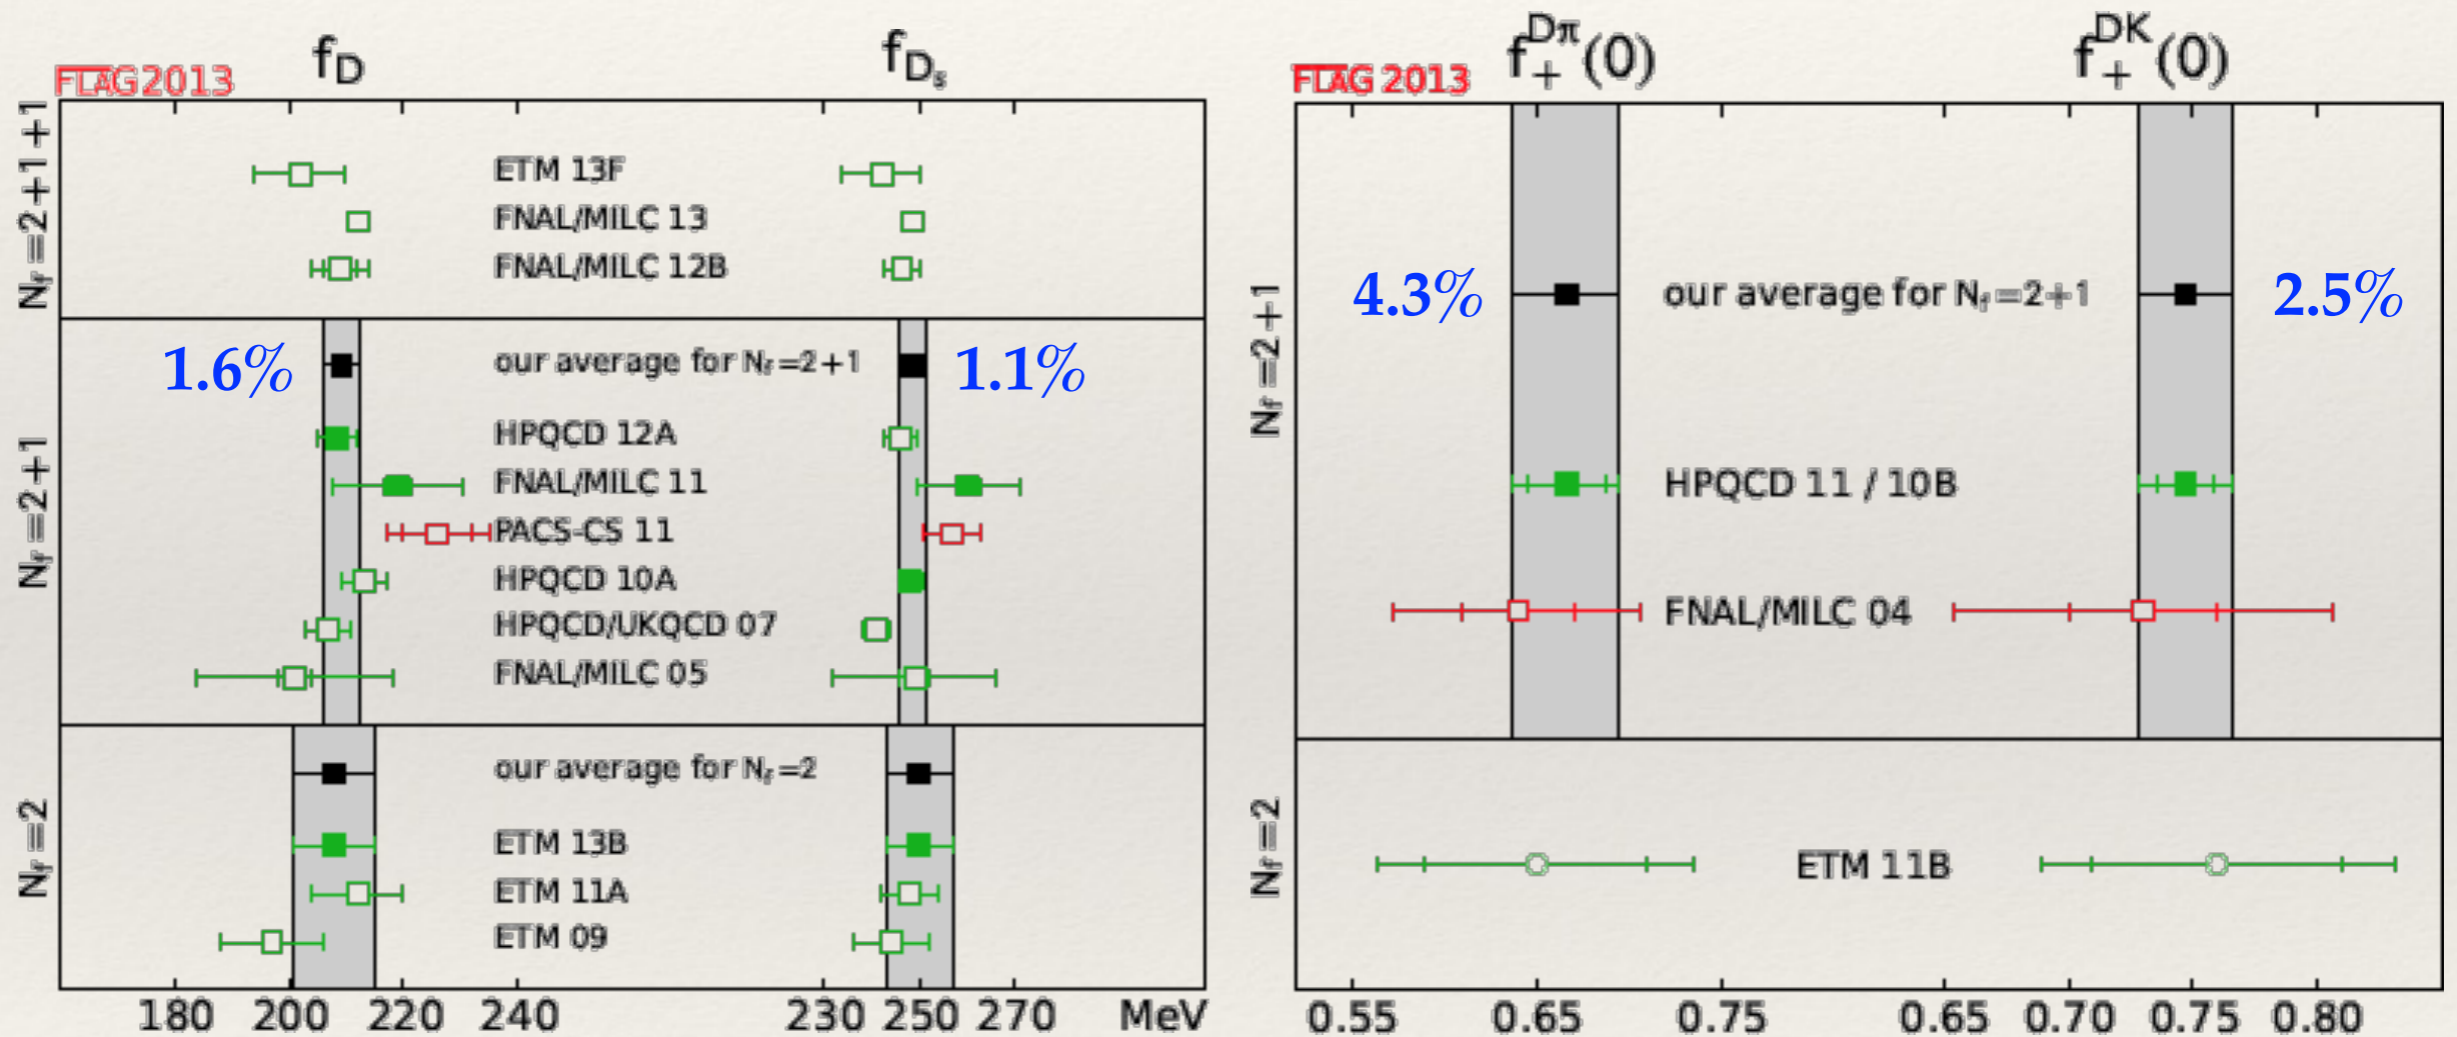 f_D
f_{D_s}
FLAG2013
N_f=2+1+1
ETM 13F
FNAL/MILC 13
FNAL/MILC 12B
N_f=2+1
1.6%
our average for N_f=2+1
1.1%
HPQCD 12A
FNAL/MILC 11
PACS-CS 11
HPQCD 10A
HPQCD/UKQCD 07
FNAL/MILC 05
N_f=2
our average for N_f=2
ETM 13B
ETM 11A
ETM 09
180 200 220 240 230 250 270 MeV
f_+^{Dπ}(0)
f_+^{DK}(0)
FLAG 2013
N_f=2+1
4.3%
our average for N_f=2+1
2.5%
HPQCD 11 / 10B
FNAL/MILC 04
N_f=2
ETM 11B
0.55 0.65 0.75 0.65 0.70 0.75 0.80